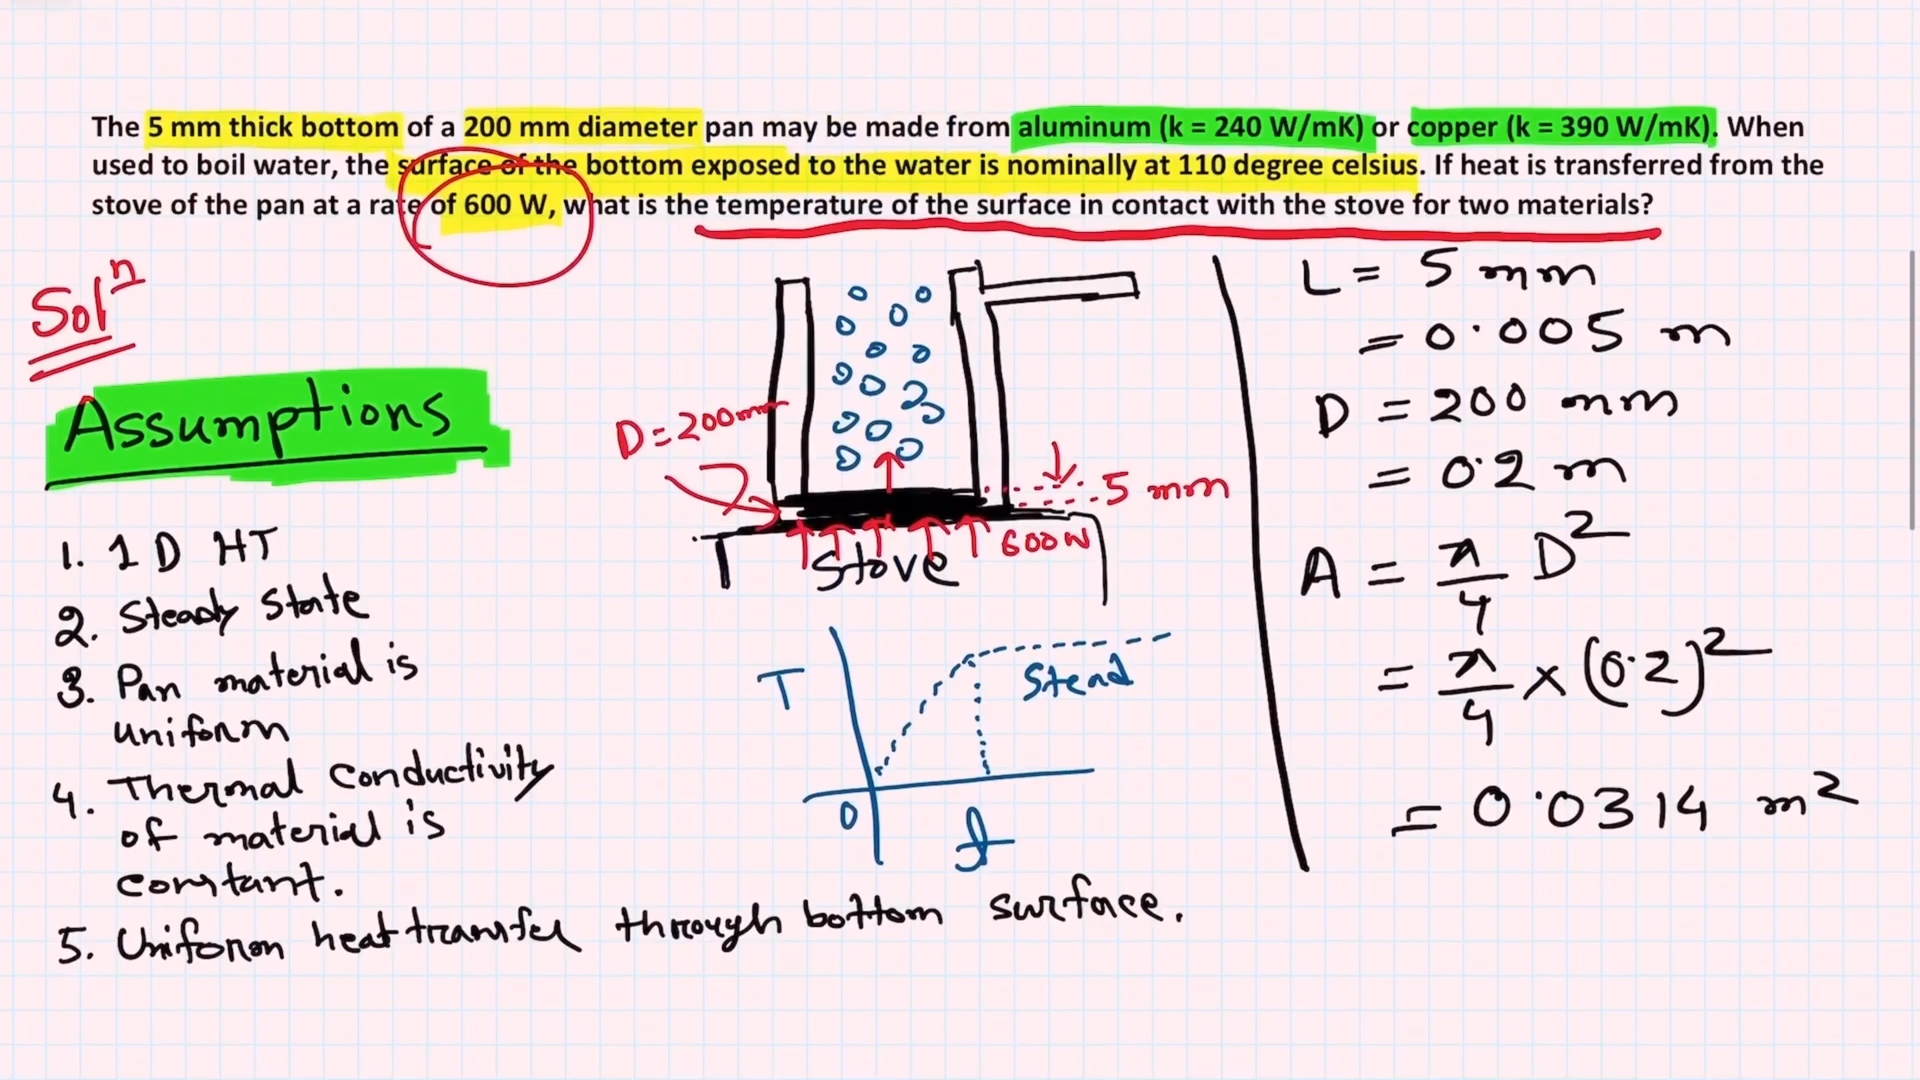 The 5 mm thick bottom of a 200 mm diameter pan may be made from aluminum (k = 240 W/mK) or copper (k = 390 W/mK). When
used to boil water, the surface of the bottom exposed to the water is nominally at 110 degree celsius. If heat is transferred from the
stove of the pan at a rate of 600 W, what is the temperature of the surface in contact with the stove for two materials?
Solⁿ
Assumptions
1. 1 D HT
2. Steady State
3. Pan material is
uniform
4. Thermal conductivity
of material is
constant.
5. Uniform heat transfer through bottom surface.
D = 200mm
5 mm
600W
Stove
T
Stead
0
t
L = 5 mm
= 0.005 m
D = 200 mm
= 0.2 m
A = π/4 D²
= π/4 × (0.2)²
= 0.0314 m²